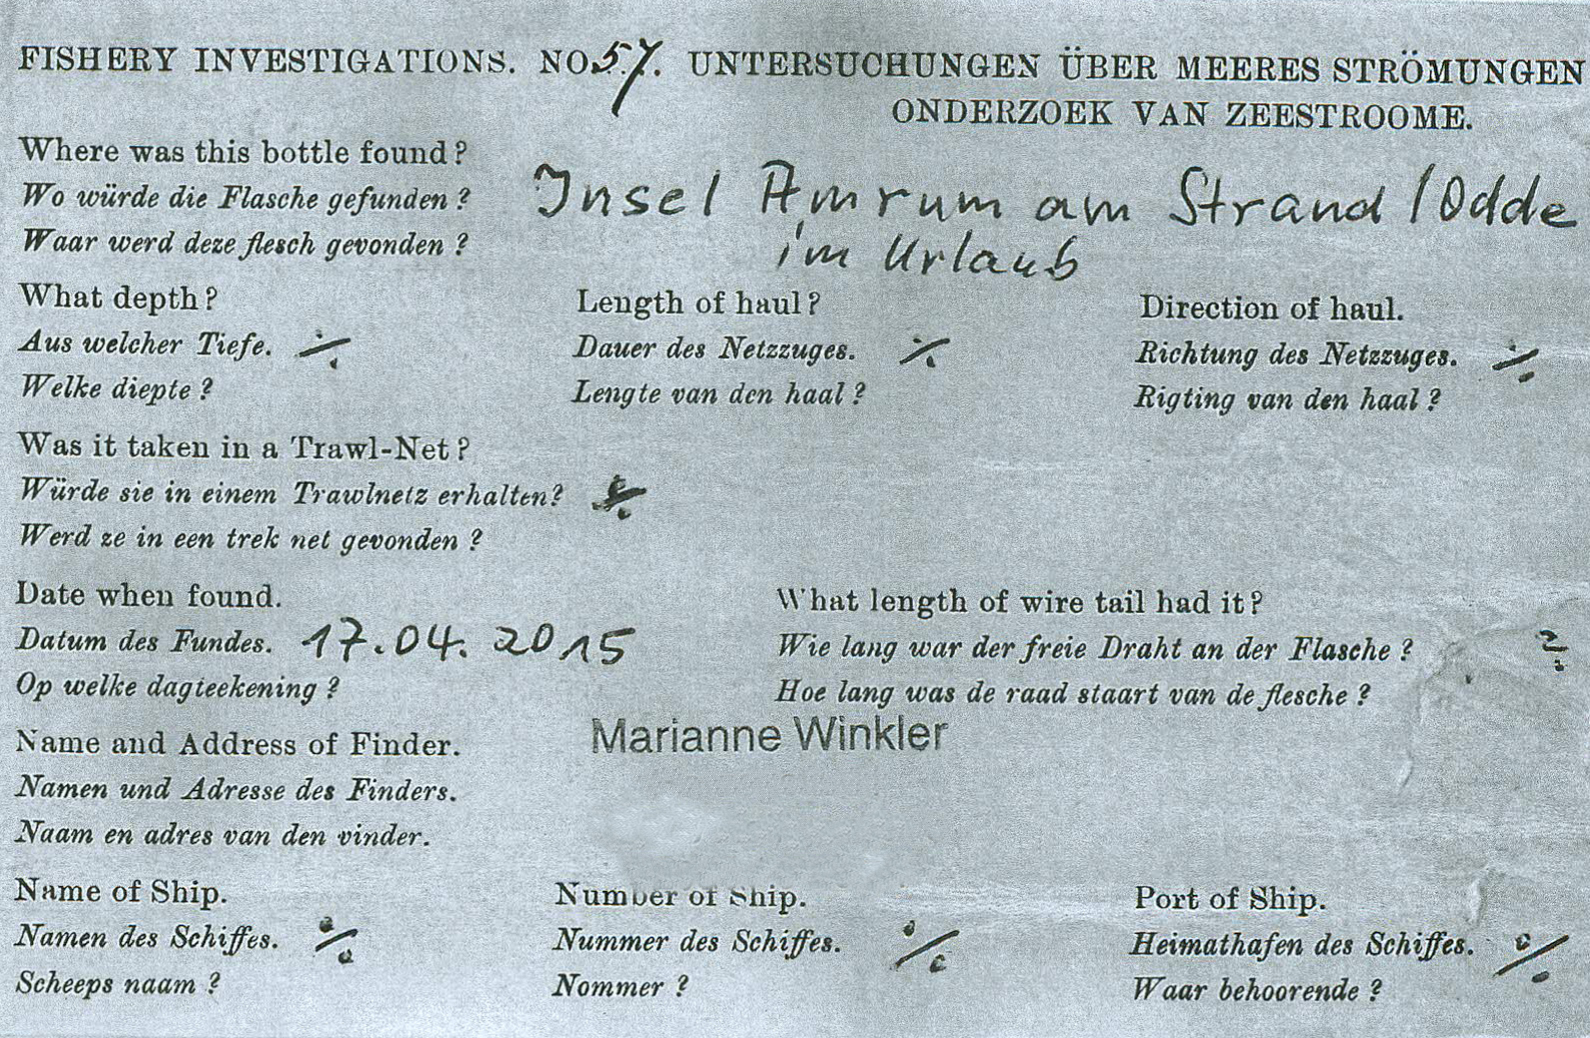 FISHERY INVESTIGATIONS. NO. 57. UNTERSUCHUNGEN ÜBER MEERES STRÖMUNGEN
ONDERZOEK VAN ZEESTROOME.
Where was this bottle found?
Wo würde die Flasche gefunden?
Waar werd deze flesch gevonden?
Insel Amrum am Strand / Odde
im Urlaub
What depth?
Aus welcher Tiefe. ⁒
Welke diepte?
Length of haul?
Dauer des Netzzuges. ⁒
Lengte van den haal?
Direction of haul.
Richtung des Netzzuges. ⁒
Rigting van den haal?
Was it taken in a Trawl-Net?
Würde sie in einem Trawlnetz erhalten? ⁒
Werd ze in een trek net gevonden?
Date when found.
Datum des Fundes. 17.04.2015
Op welke dagteekening?
What length of wire tail had it?
Wie lang war der freie Draht an der Flasche? ⁒
Hoe lang was de raad staart van de flesche?
Name and Address of Finder.
Namen und Adresse des Finders.
Naam en adres van den vinder.
Marianne Winkler
Name of Ship.
Namen des Schiffes. ⁒
Scheeps naam?
Number of Ship.
Nummer des Schiffes. ⁒
Nommer?
Port of Ship.
Heimathafen des Schiffes. ⁒
Waar behoorende?